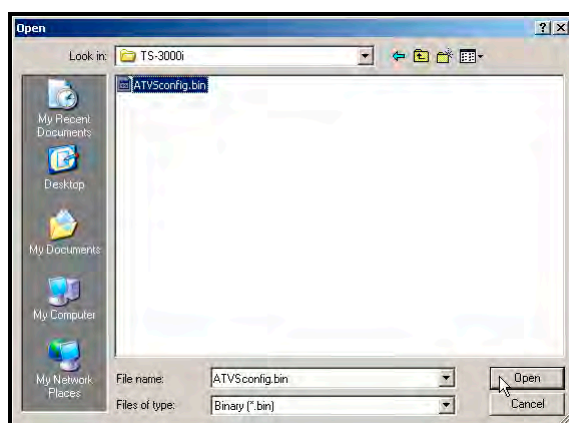 Open
Look in: TS-3000i
ATVSconfig.bin
My Recent
Documents
Desktop
My Documents
My Computer
My Network
Places
File name: ATVSconfig.bin
Open
Files of type: Binary (*.bin)
Cancel